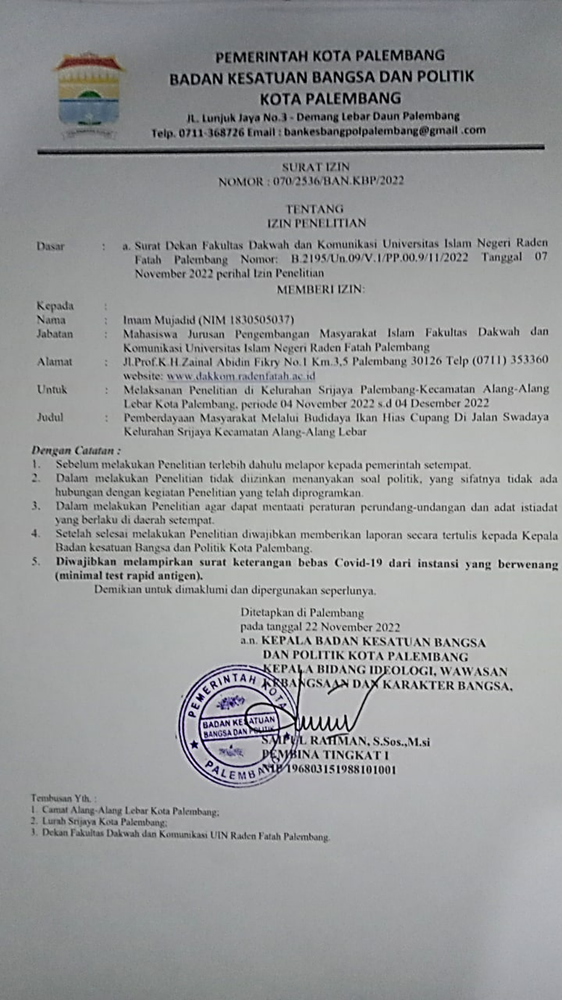 PEMERINTAH KOTA PALEMBANG
BADAN KESATUAN BANGSA DAN POLITIK
KOTA PALEMBANG
JL. Lunjuk Jaya No.3 - Demang Lebar Daun Palembang
Telp. 0711-368726 Email : bankesbangpolpalembang@gmail .com
SURAT IZIN
NOMOR : 070/2536/BAN.KBP/2022
TENTANG
IZIN PENELITIAN
Dasar : a. Surat Dekan Fakultas Dakwah dan Komunikasi Universitas Islam Negeri Raden
Fatah Palembang Nomor: B.2195/Un.09/V.1/PP.00.9/11/2022 Tanggal 07
November 2022 perihal Izin Penelitian
MEMBERI IZIN:
Kepada :
Nama : Imam Mujadid (NIM 1830505037)
Jabatan : Mahasiswa Jurusan Pengembangan Masyarakat Islam Fakultas Dakwah dan
Komunikasi Universitas Islam Negeri Raden Fatah Palembang
Alamat : Jl.Prof.K.H.Zainal Abidin Fikry No.1 Km.3,5 Palembang 30126 Telp (0711) 353360
website: www.dakkom.radenfatah.ac.id
Untuk : Melaksanan Penelitian di Kelurahan Srijaya Palembang-Kecamatan Alang-Alang
Lebar Kota Palembang, periode 04 November 2022 s.d 04 Desember 2022
Judul : Pemberdayaan Masyarakat Melalui Budidaya Ikan Hias Cupang Di Jalan Swadaya
Kelurahan Srijaya Kecamatan Alang-Alang Lebar
Dengan Catatan :
1. Sebelum melakukan Penelitian terlebih dahulu melapor kepada pemerintah setempat.
2. Dalam melakukan Penelitian tidak diizinkan menanyakan soal politik, yang sifatnya tidak ada
hubungan dengan kegiatan Penelitian yang telah diprogramkan.
3. Dalam melakukan Penelitian agar dapat mentaati peraturan perundang-undangan dan adat istiadat
yang berlaku di daerah setempat.
4. Setelah selesai melakukan Penelitian diwajibkan memberikan laporan secara tertulis kepada Kepala
Badan kesatuan Bangsa dan Politik Kota Palembang.
5. Diwajibkan melampirkan surat keterangan bebas Covid-19 dari instansi yang berwenang
(minimal test rapid antigen).
Demikian untuk dimaklumi dan dipergunakan seperlunya.
Ditetapkan di Palembang
pada tanggal 22 November 2022
a.n. KEPALA BADAN KESATUAN BANGSA
DAN POLITIK KOTA PALEMBANG
KEPALA BIDANG IDEOLOGI, WAWASAN
KEBANGSAAN DAN KARAKTER BANGSA,
PEMERINTAH KOTA
BADAN KESATUAN
BANGSA DAN POLITIK
PALEMBANG
SAIPUL RAHMAN, S.Sos.,M.si
PEMBINA TINGKAT I
NIP 196803151988101001
Tembusan Yth. :
1. Camat Alang-Alang Lebar Kota Palembang;
2. Lurah Srijaya Kota Palembang;
3. Dekan Fakultas Dakwah dan Komunikasi UIN Raden Fatah Palembang.